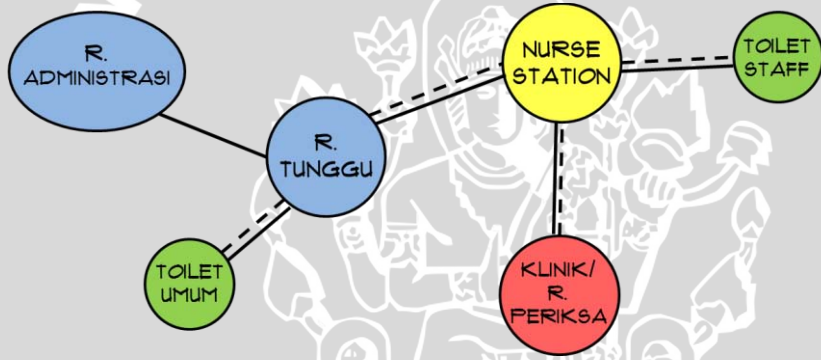 R.
ADMINISTRASI
R.
TUNGGU
NURSE
STATION
TOILET
STAFF
TOILET
UMUM
KLINIK/
R.
PERIKSA